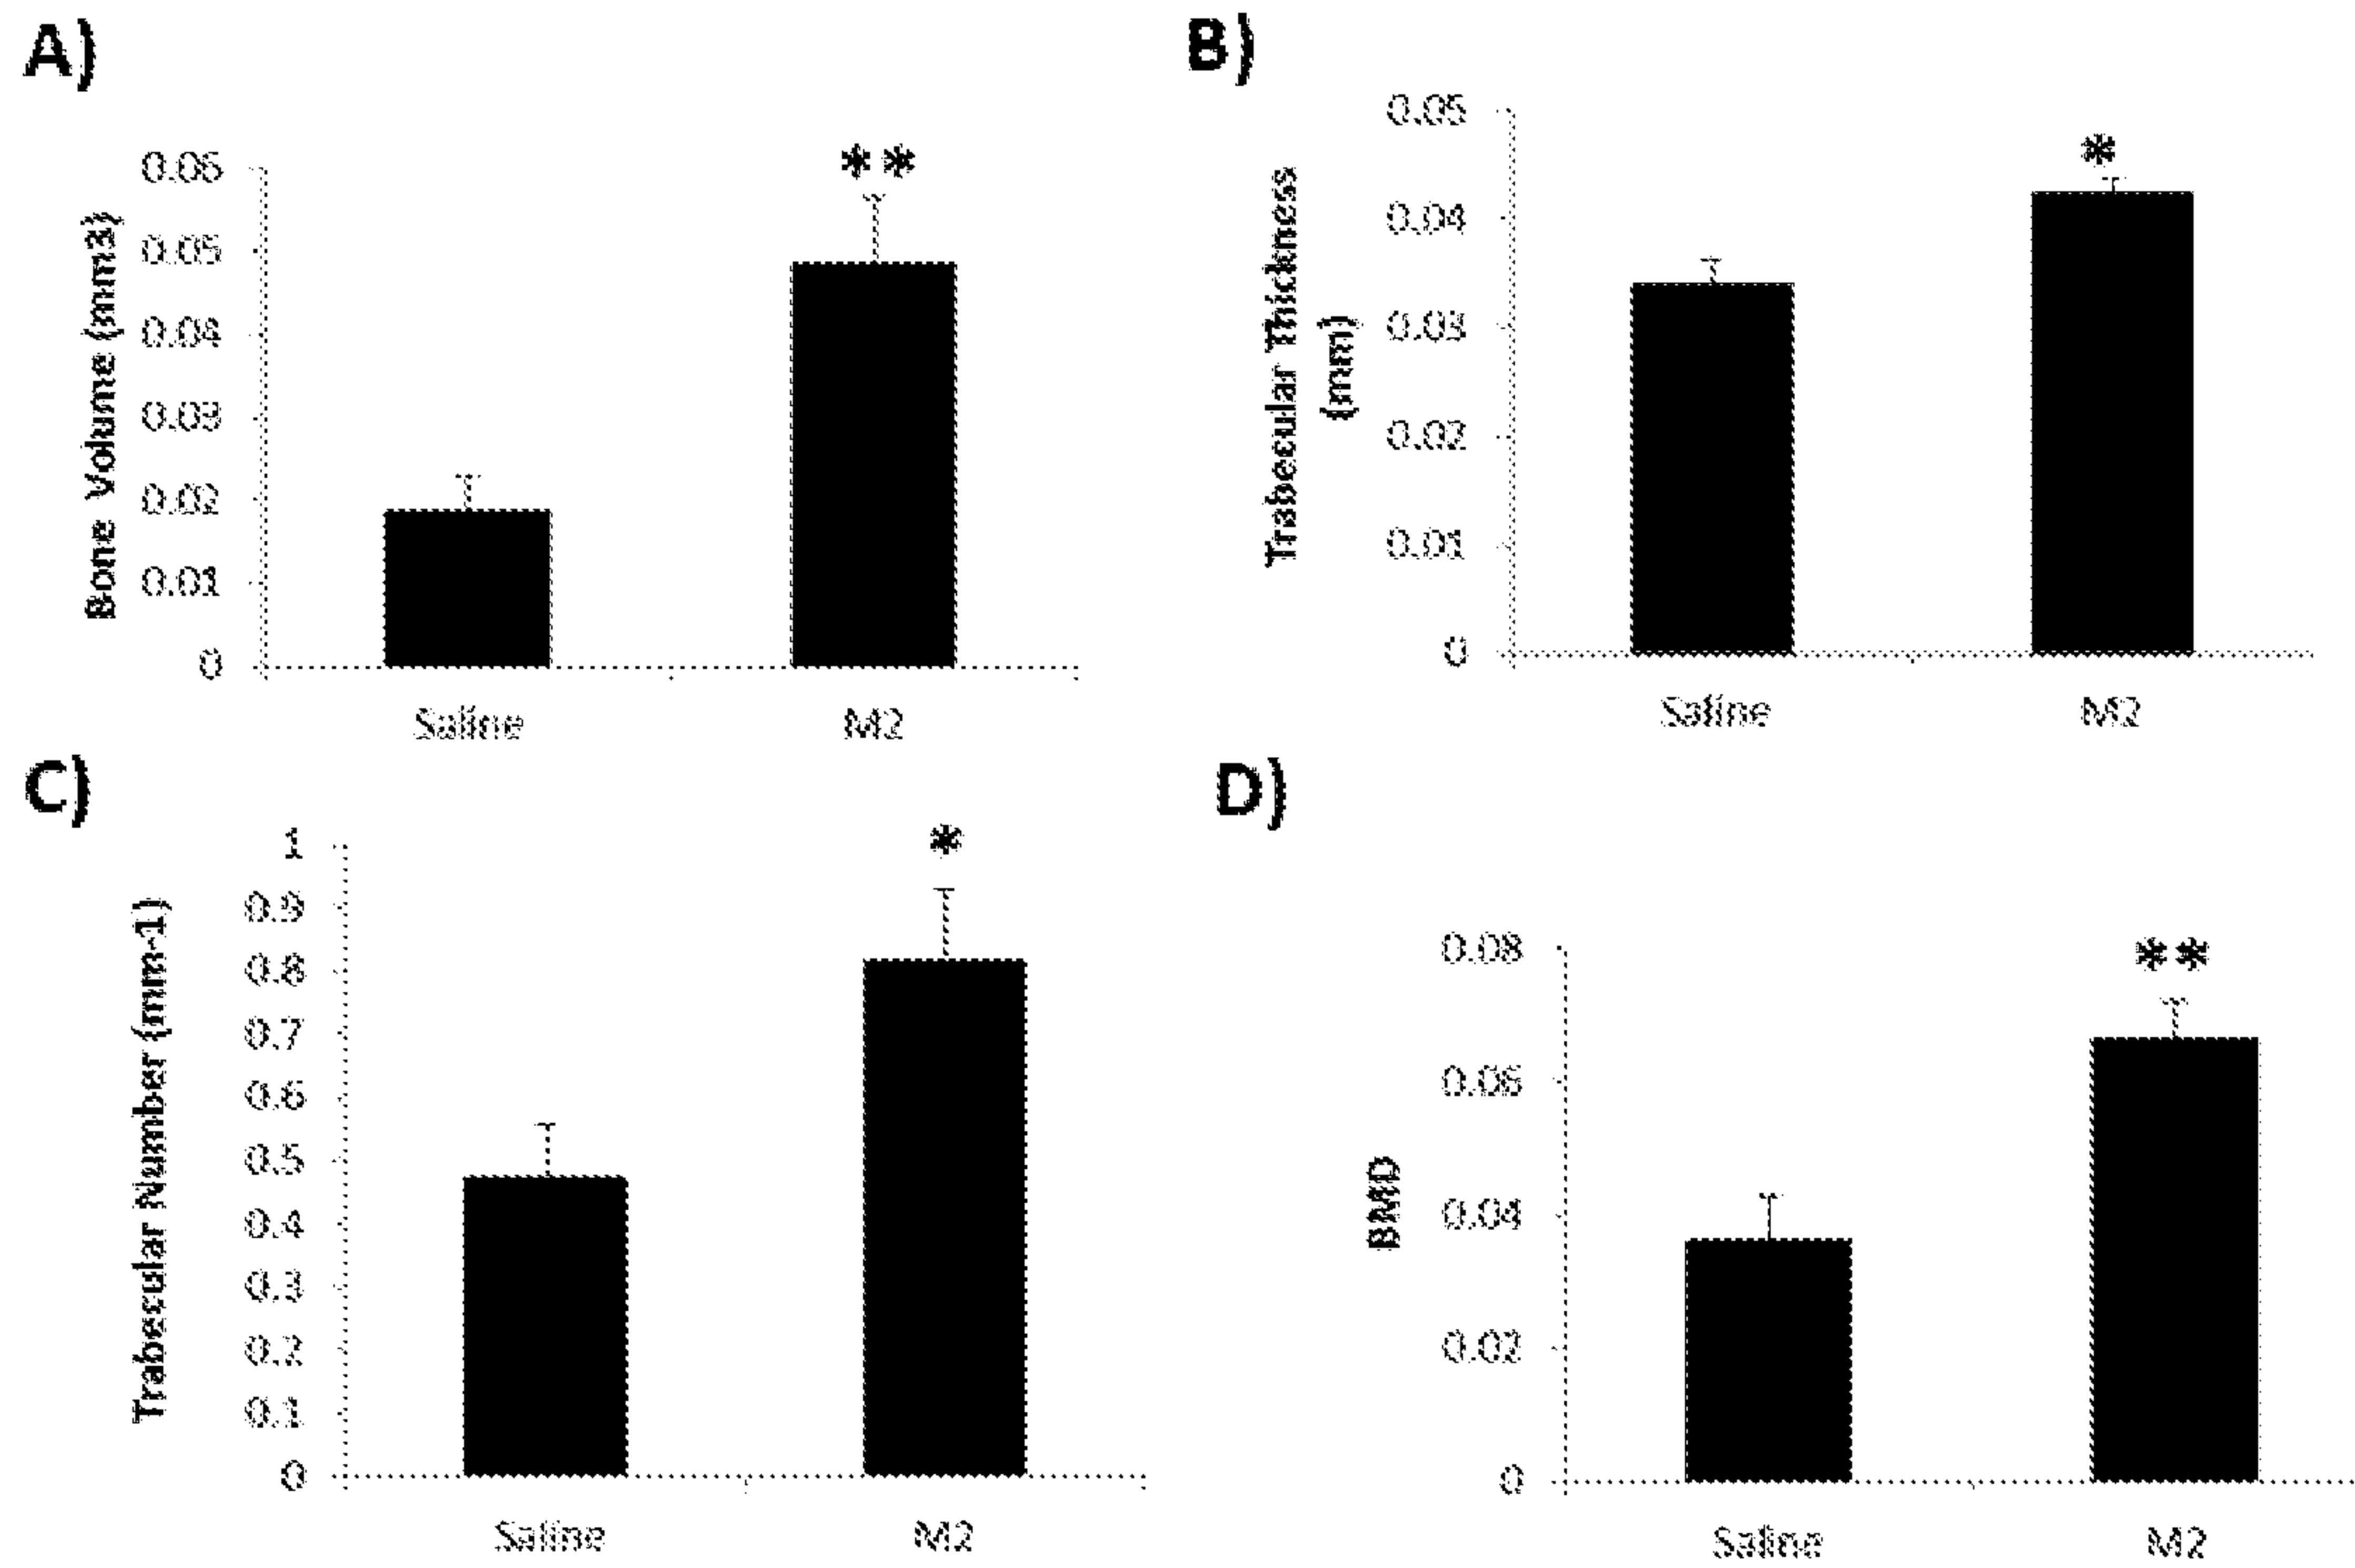 A)
Bone Volume (mm3)
0.06
0.05
0.04
0.03
0.02
0.01
0
**
Saline
M2
B)
Trabecular Thickness
(mm)
0.05
0.04
0.03
0.02
0.01
0
*
Saline
M2
C)
Trabecular Number (mm-1)
1
0.9
0.8
0.7
0.6
0.5
0.4
0.3
0.2
0.1
0
*
Saline
M2
D)
BMD
0.08
0.06
0.04
0.02
0
**
Saline
M2